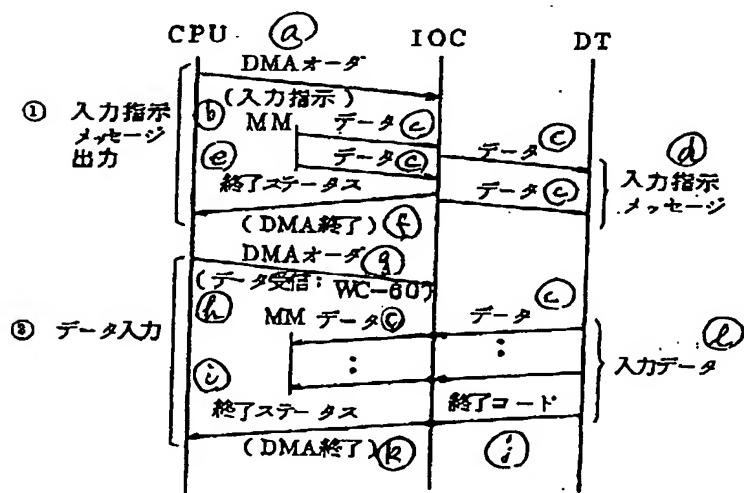 CPU ⓐ IOC DT
DMAオーダ
① 入力指示
メッセージ
出力
ⓑ (入力指示)
MM データ ⓒ
データ ⓒ
ⓔ データ ⓒ
終了ステータス
データ ⓒ
ⓓ
入力指示
メッセージ
(DMA終了) ⓕ
DMAオーダ ⓖ
(データ受信: WC-60)
ⓗ
② データ入力
MM データ ⓒ
データ ⓒ
ⓘ
ⓛ
入力データ
終了ステータス
終了コード
(DMA終了) ⓚ
ⓙ